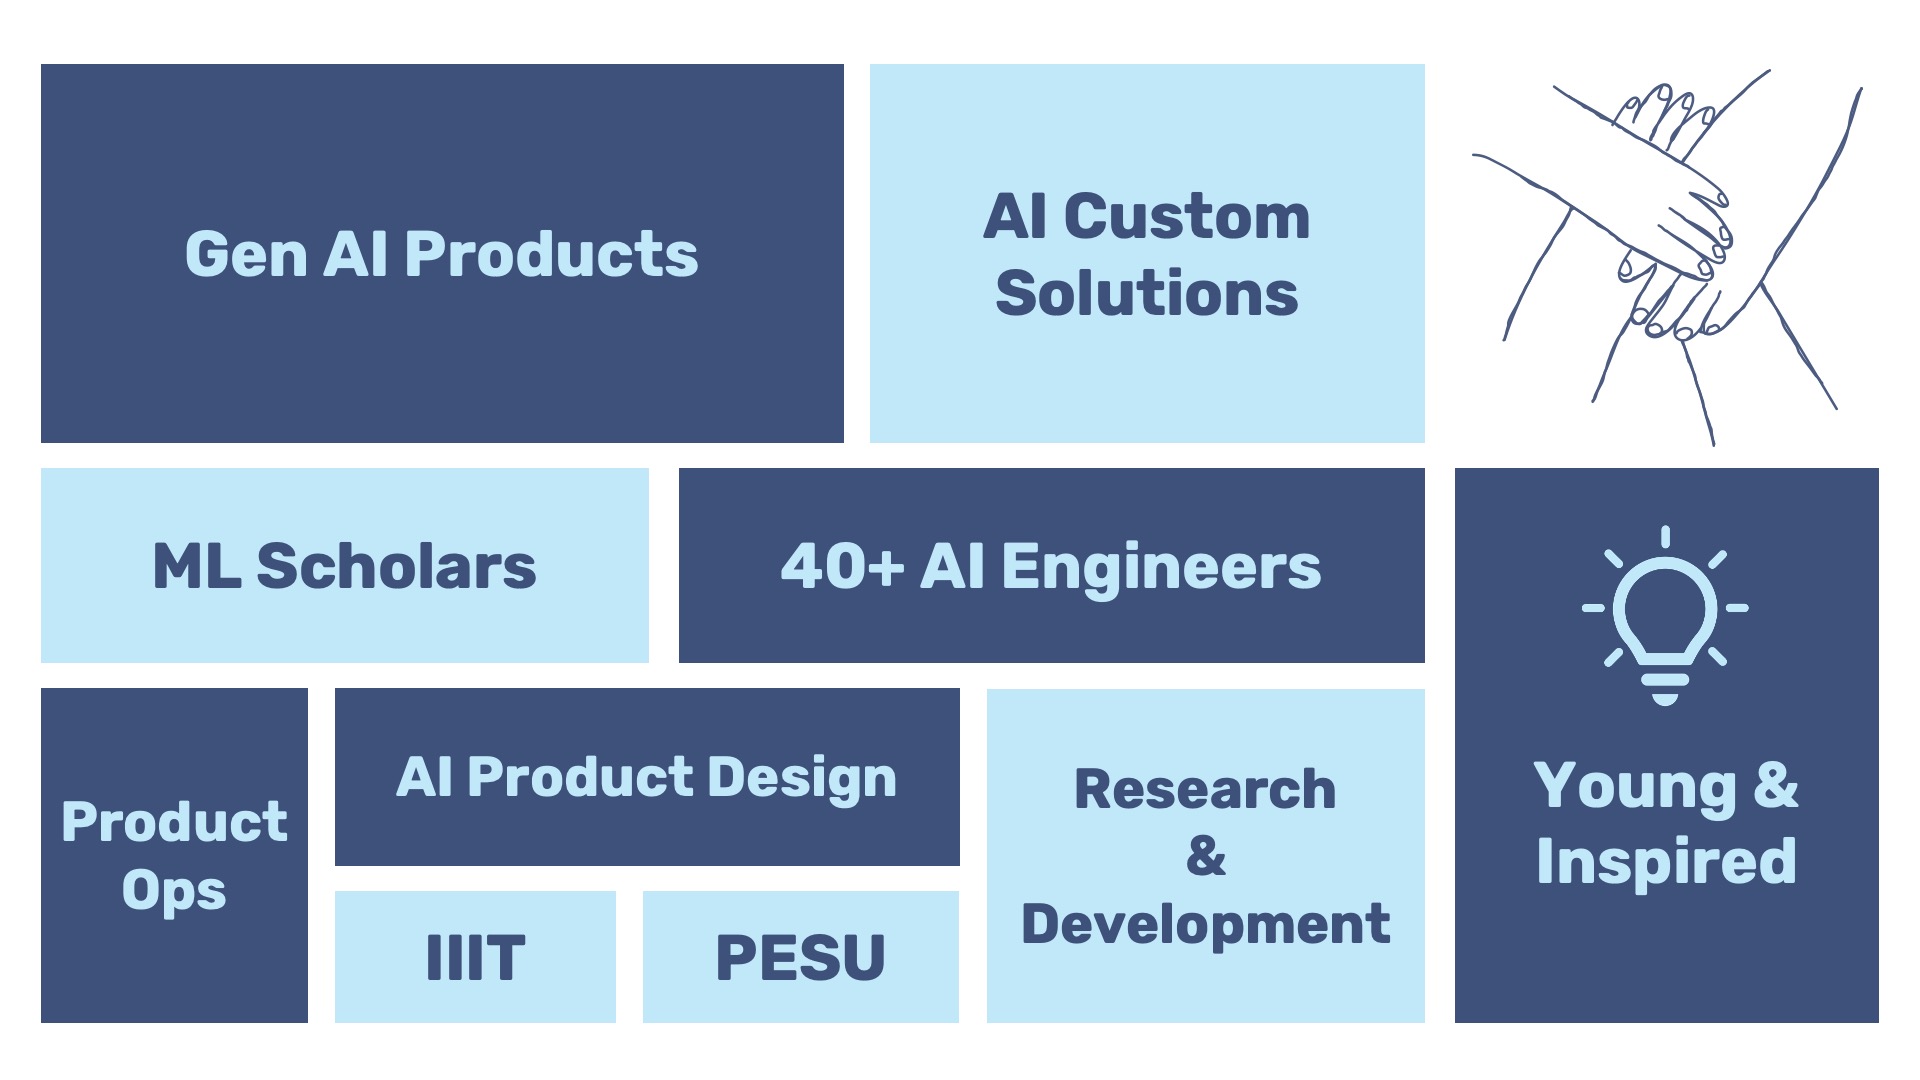 Gen AI Products
AI Custom
Solutions
ML Scholars
40+ AI Engineers
Product
Ops
AI Product Design
IIIT
PESU
Research
&
Development
Young &
Inspired